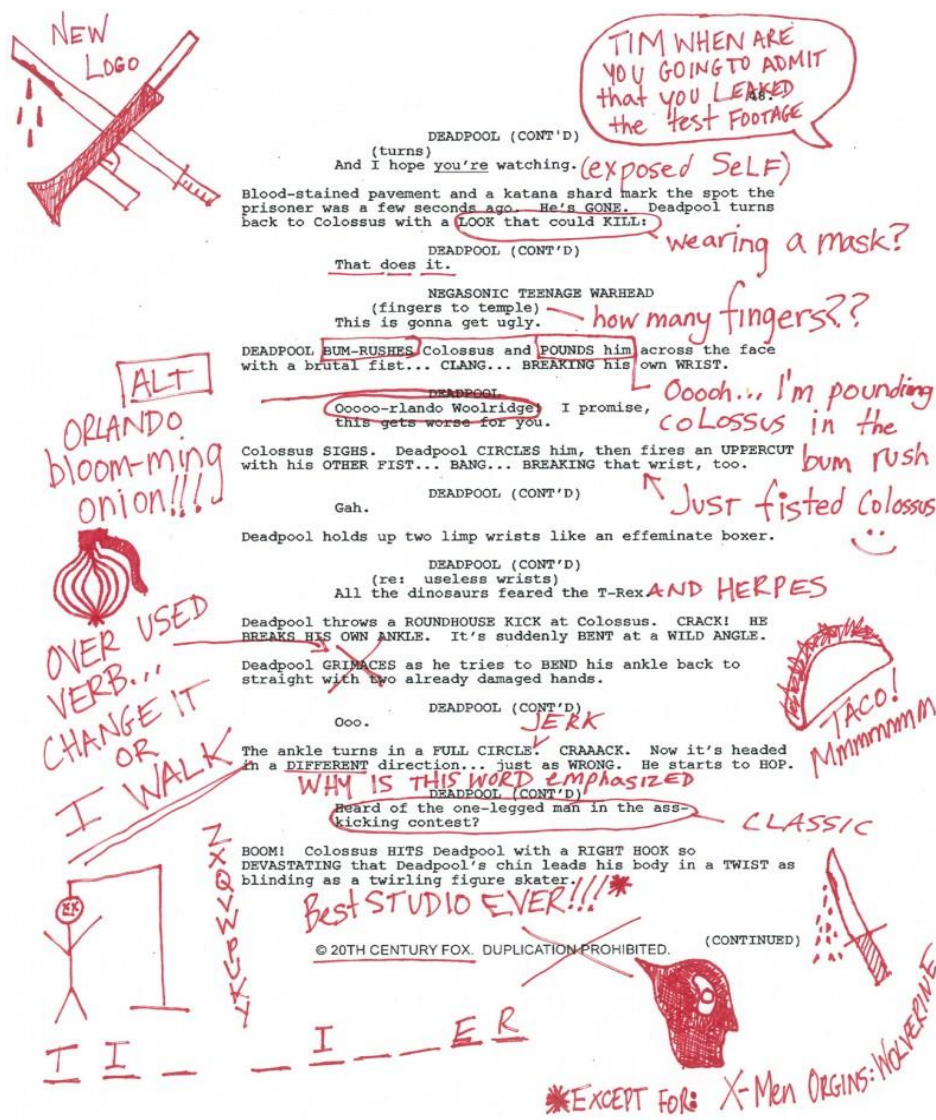 NEW
LOGO
TIM WHEN ARE
YOU GOING TO ADMIT
that you LEAKED
48.
the test FOOTAGE
DEADPOOL (CONT'D)
(turns)
And I hope you're watching. (exposed SeLF)
Blood-stained pavement and a katana shard mark the spot the
prisoner was a few seconds ago. He's GONE. Deadpool turns
back to Colossus with a LOOK that could KILL:
wearing a mask?
DEADPOOL (CONT'D)
That does it.
NEGASONIC TEENAGE WARHEAD
(fingers to temple)
how many fingers??
This is gonna get ugly.
DEADPOOL BUM-RUSHES Colossus and POUNDS him across the face
with a brutal fist... CLANG... BREAKING his own WRIST.
ALT
ORLANDO
bloom-ming
onion!!!
DEADPOOL
Ooooo-rlando Woolridge! I promise,
this gets worse for you.
Ooooh... I'm pounding
COLOSSUS in the
bum rush
Colossus SIGHS. Deadpool CIRCLES him, then fires an UPPERCUT
with his OTHER FIST... BANG... BREAKING that wrist, too.
Just fisted Colossus
DEADPOOL (CONT'D)
Gah.
Deadpool holds up two limp wrists like an effeminate boxer.
DEADPOOL (CONT'D)
(re: useless wrists)
All the dinosaurs feared the T-Rex. AND HERPES
OVER USED
VERB...
CHANGE IT
OR
I WALK
Deadpool throws a ROUNDHOUSE KICK at Colossus. CRACK! HE
BREAKS HIS OWN ANKLE. It's suddenly BENT at a WILD ANGLE.
Deadpool GRIMACES as he tries to BEND his ankle back to
straight with two already damaged hands.
TACO!
Mmmmmmm
DEADPOOL (CONT'D)
Ooo.
JERK
The ankle turns in a FULL CIRCLE. CRAAACK. Now it's headed
in a DIFFERENT direction... just as WRONG. He starts to HOP.
WHY IS THIS WORD emphasized
DEADPOOL (CONT'D)
Heard of the one-legged man in the ass-
kicking contest?
CLASSIC
BOOM! Colossus HITS Deadpool with a RIGHT HOOK so
DEVASTATING that Deadpool's chin leads his body in a TWIST as
blinding as a twirling figure skater.
Best STUDIO EVER!!!*
(CONTINUED)
© 20TH CENTURY FOX. DUPLICATION PROHIBITED.
ZXQVWPUKY
T I _ _ _ I _ _ E R
*EXCEPT FOR: X-Men ORGINS: WOLVERINE